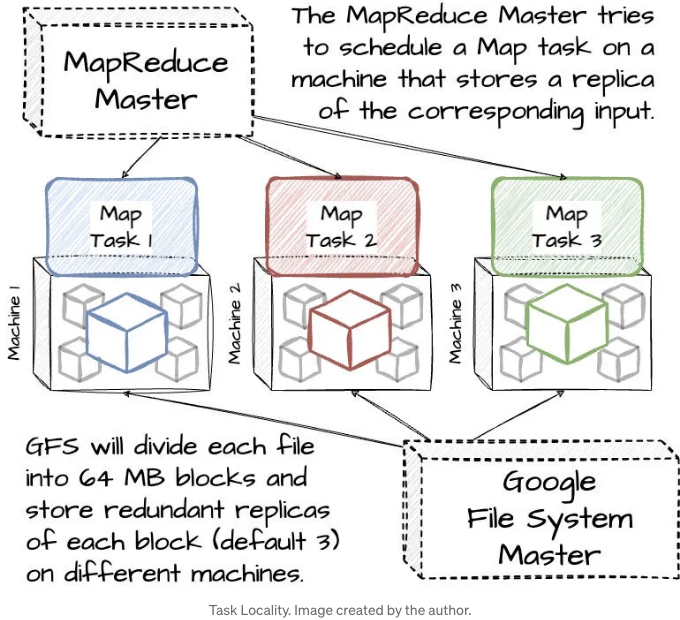 MapReduce
Master
The MapReduce Master tries
to schedule a Map task on a
machine that stores a replica
of the corresponding input.
Map
Task 1
Map
Task 2
Map
Task 3
Machine 1
Machine 2
Machine 3
GFS will divide each file
into 64 MB blocks and
store redundant replicas
of each block (default 3)
on different machines.
Google
File System
Master
Task Locality. Image created by the author.